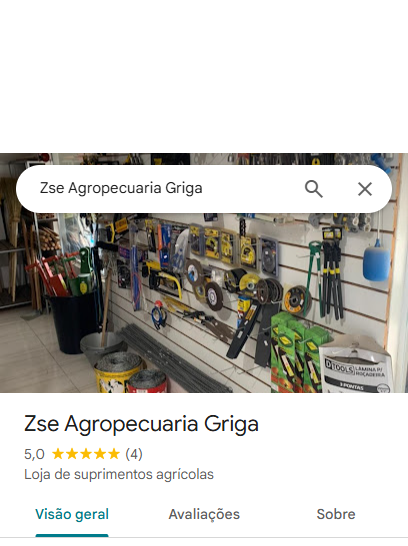 Zse Agropecuaria Griga
DTOOLS LÂMINA P/
ROÇADEIRA
3 PONTAS
Zse Agropecuaria Griga
5,0 (4)
Loja de suprimentos agrícolas
Visão geral Avaliações Sobre